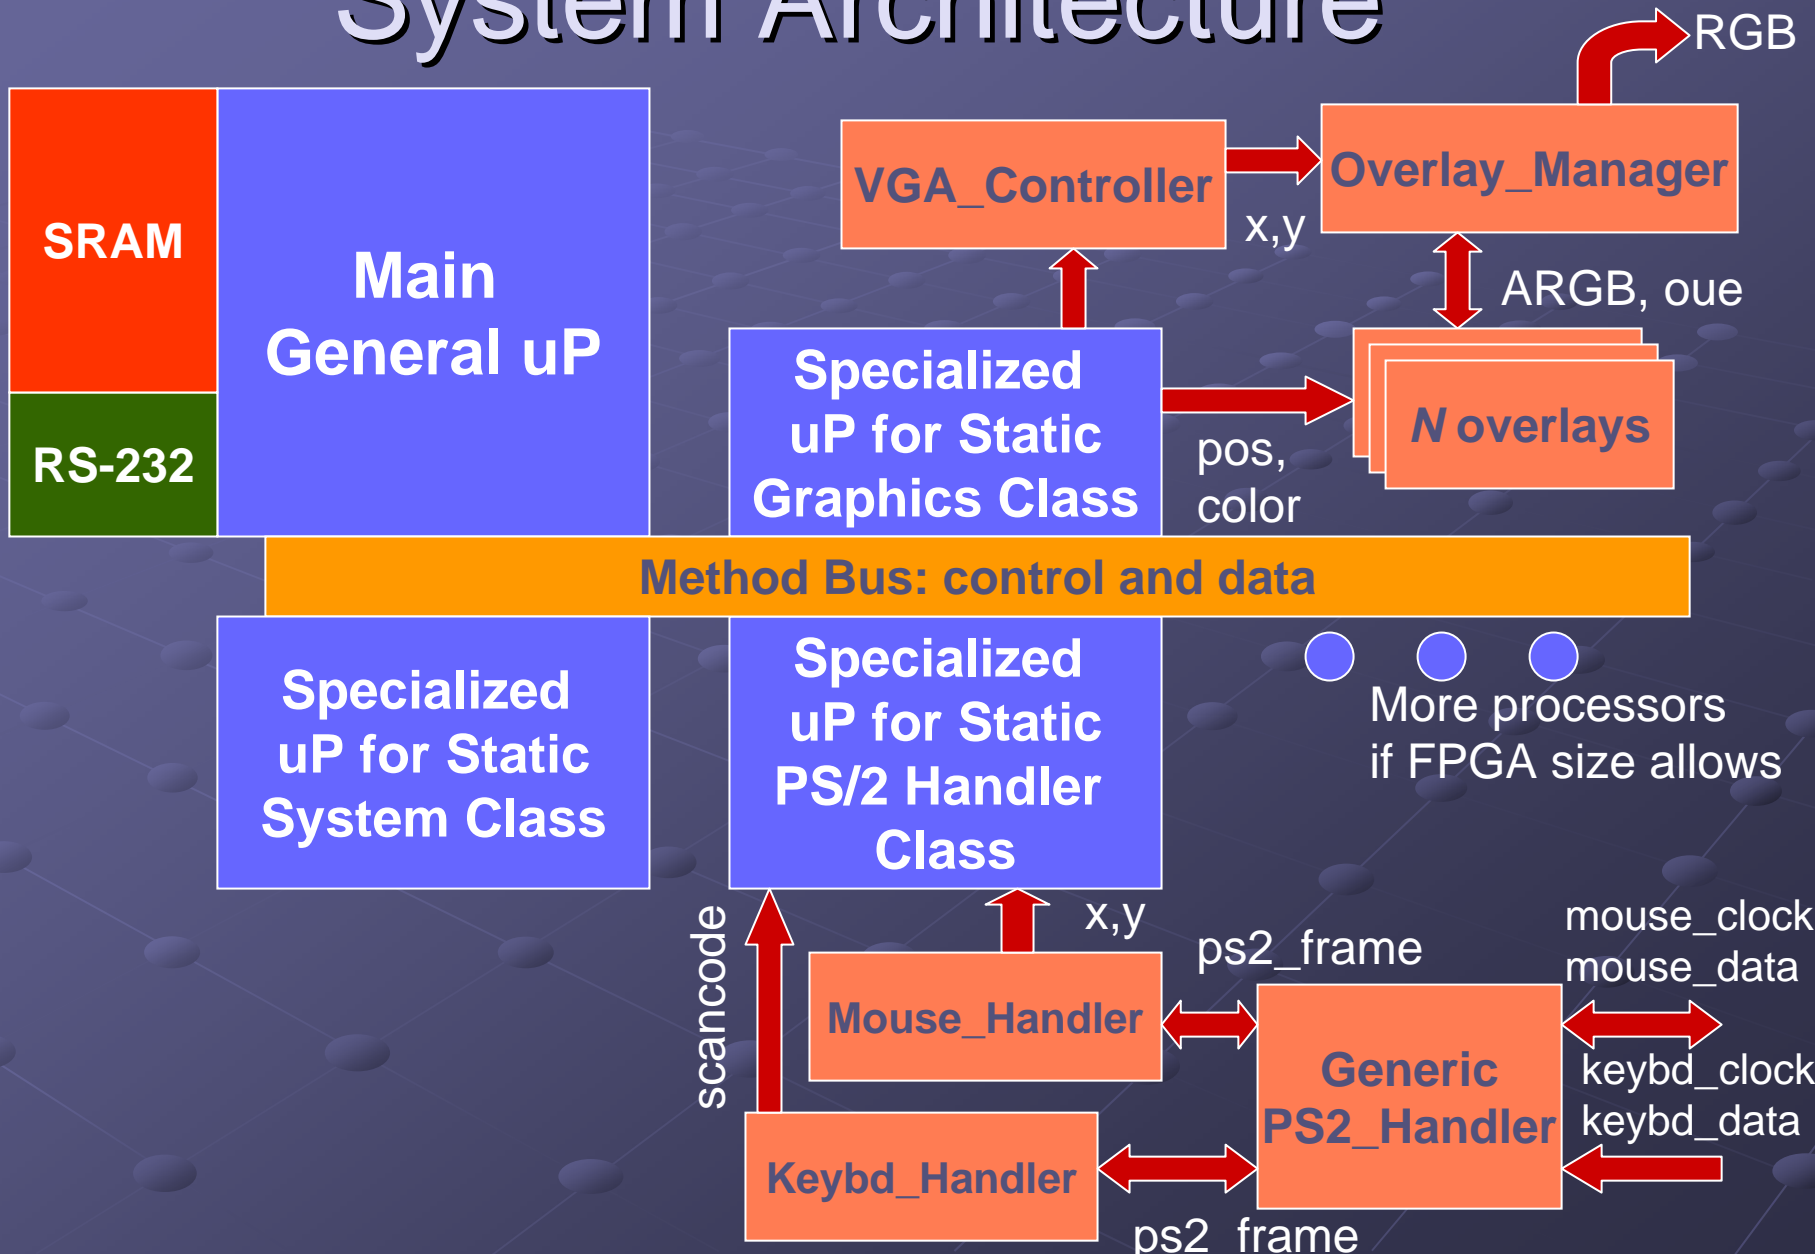 System Architecture
RGB
SRAM
Main
General uP
RS-232
VGA_Controller
x,y
Overlay_Manager
ARGB, oue
Specialized
uP for Static
Graphics Class
pos,
color
N overlays
Method Bus: control and data
Specialized
uP for Static
System Class
Specialized
uP for Static
PS/2 Handler
Class
More processors
if FPGA size allows
scancode
x,y
ps2_frame
mouse_clock
mouse_data
Mouse_Handler
Generic
PS2_Handler
keybd_clock
keybd_data
Keybd_Handler
ps2_frame